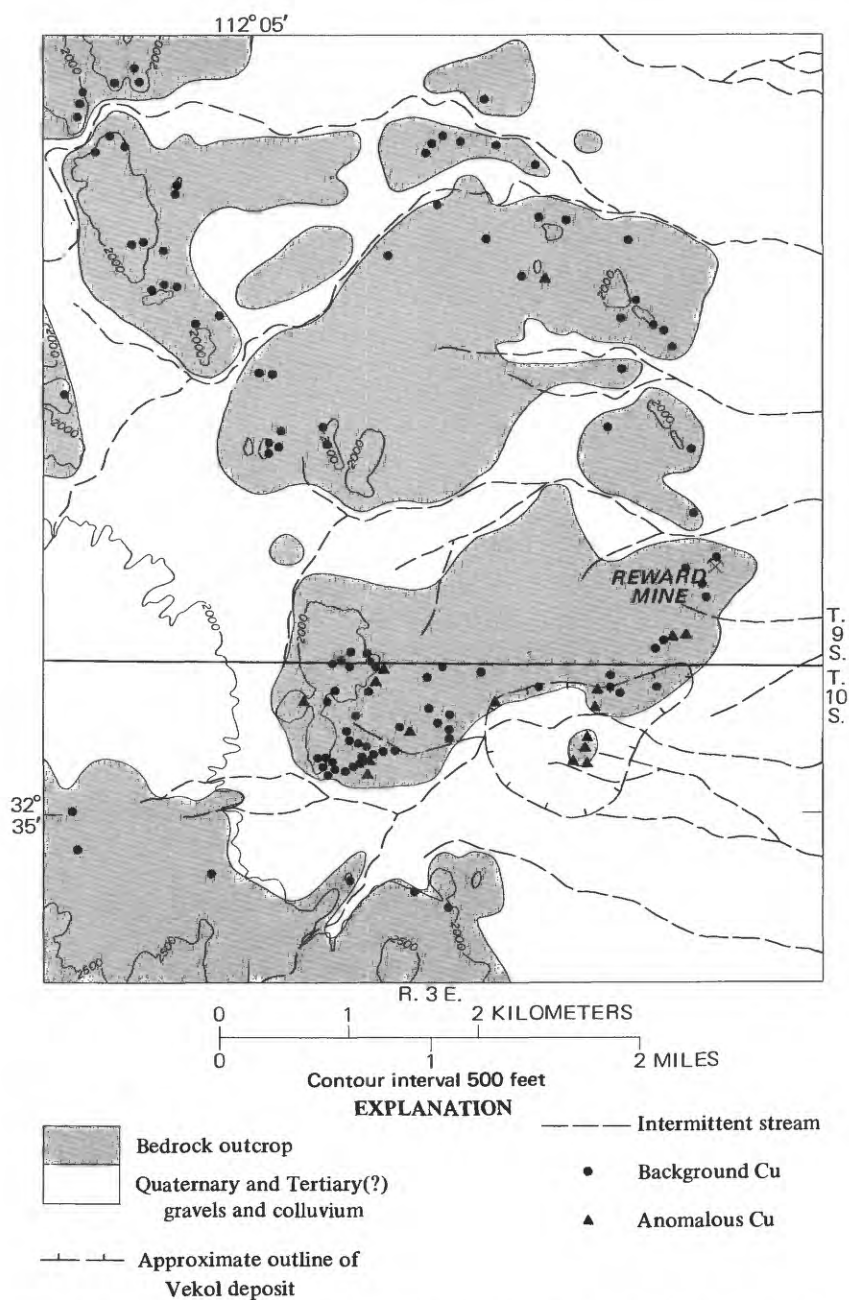 112° 05′
2000
2000
2000
2000
2000
2000
2000
2000
2000
2000
REWARD
MINE
2000
2000
T.
9
S.
T.
10
S.
32°
35′
2500
2500
2000
R. 3 E.
0 1 2 KILOMETERS
0 1 2 MILES
Contour interval 500 feet
EXPLANATION
Bedrock outcrop
Quaternary and Tertiary(?)
gravels and colluvium
Approximate outline of
Vekol deposit
Intermittent stream
Background Cu
Anomalous Cu